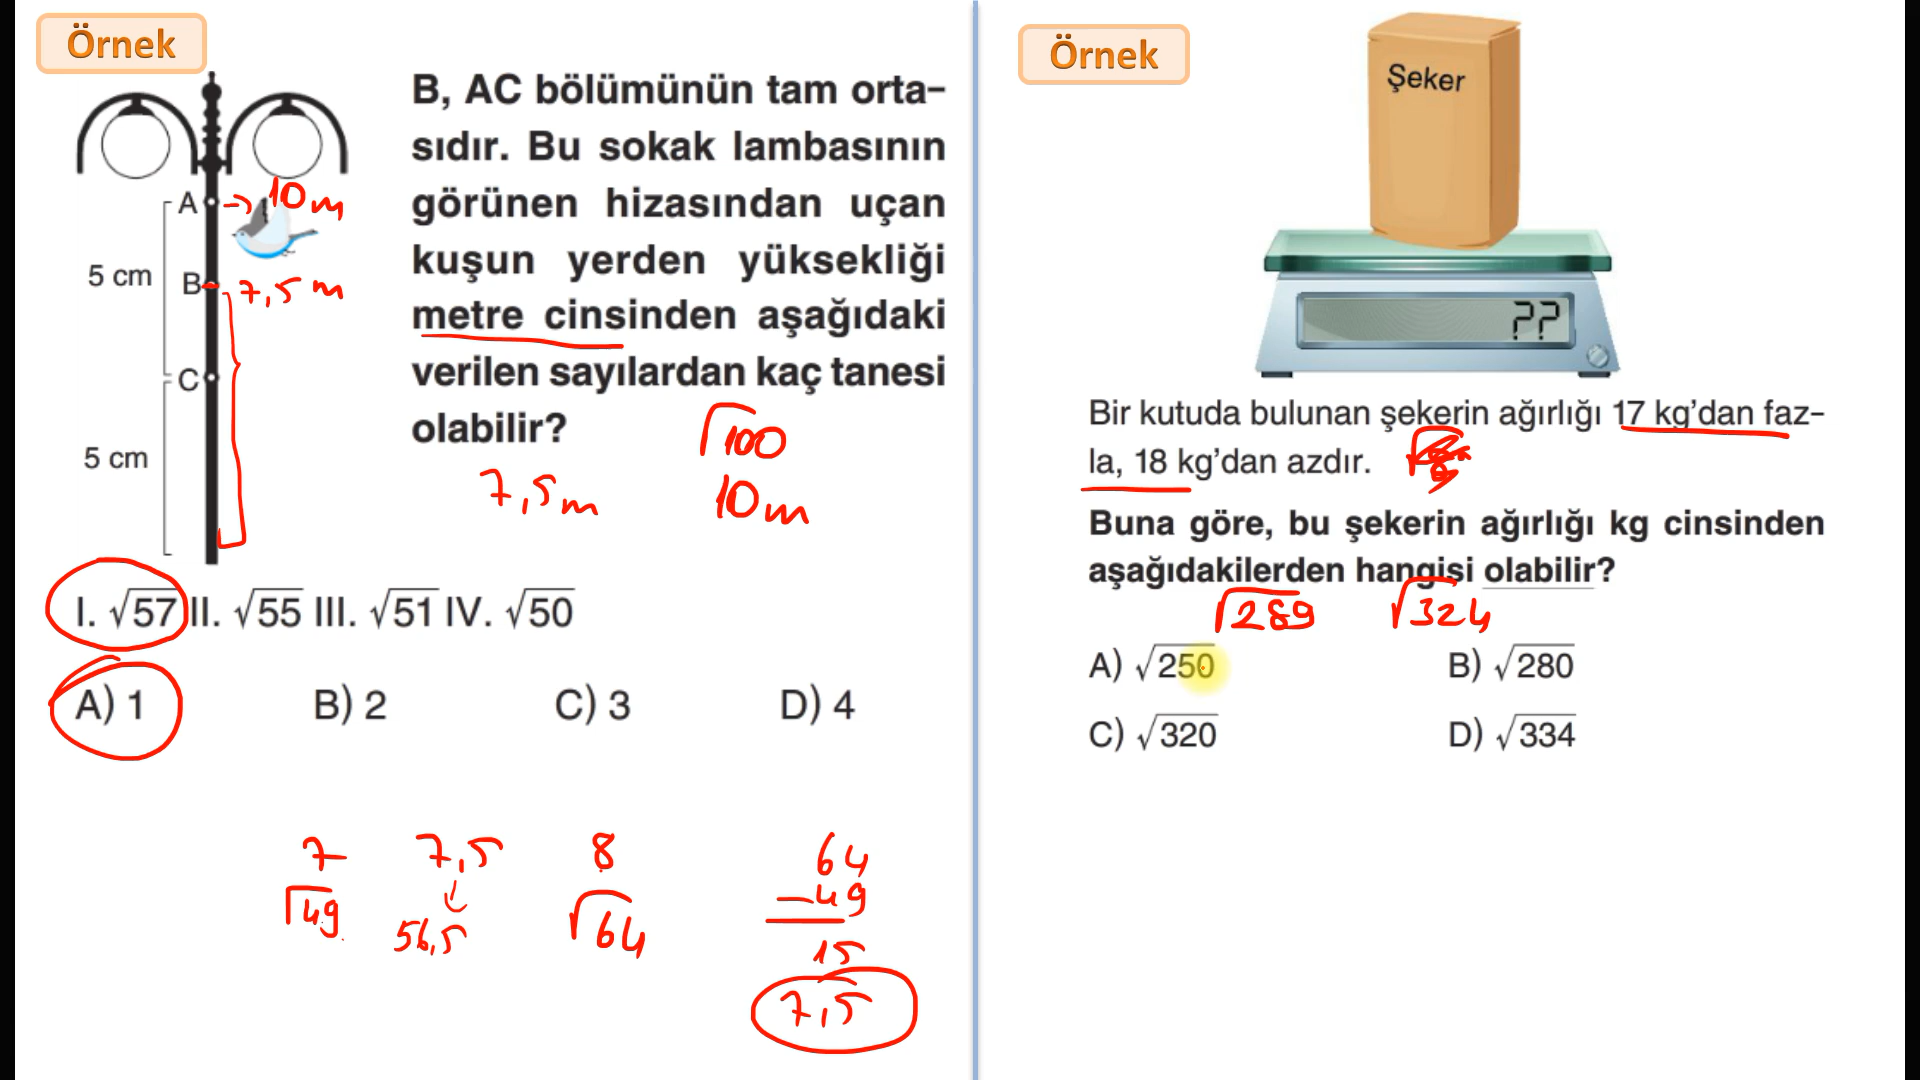 Örnek
B, AC bölümünün tam orta-
sıdır. Bu sokak lambasının
görünen hizasından uçan
kuşun yerden yüksekliği
metre cinsinden aşağıdaki
verilen sayılardan kaç tanesi
olabilir?
A → 10 m
B 7,5 m
C
5 cm
5 cm
√100
7,5 m 10 m
I. √57 II. √55 III. √51 IV. √50
A) 1 B) 2 C) 3 D) 4
7 7,5 8
√49 56,5 √64
64
- 49
15
7,5
Örnek
Şeker
??
Bir kutuda bulunan şekerin ağırlığı 17 kg'dan faz-
la, 18 kg'dan azdır.
Buna göre, bu şekerin ağırlığı kg cinsinden
aşağıdakilerden hangisi olabilir?
√289 √324
A) √250 B) √280
C) √320 D) √334